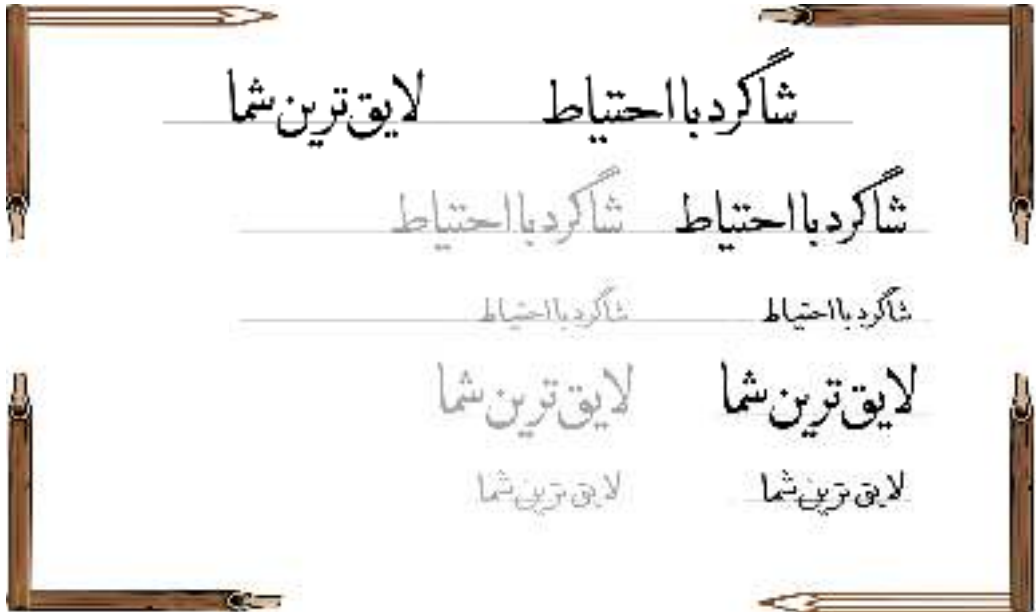 شاگرد با احتیاط لایق ترین شما
شاگرد با احتیاط شاگرد با احتیاط
شاگرد با احتیاط شاگرد با احتیاط
لایق ترین شما لایق ترین شما
لایق ترین شما لایق ترین شما